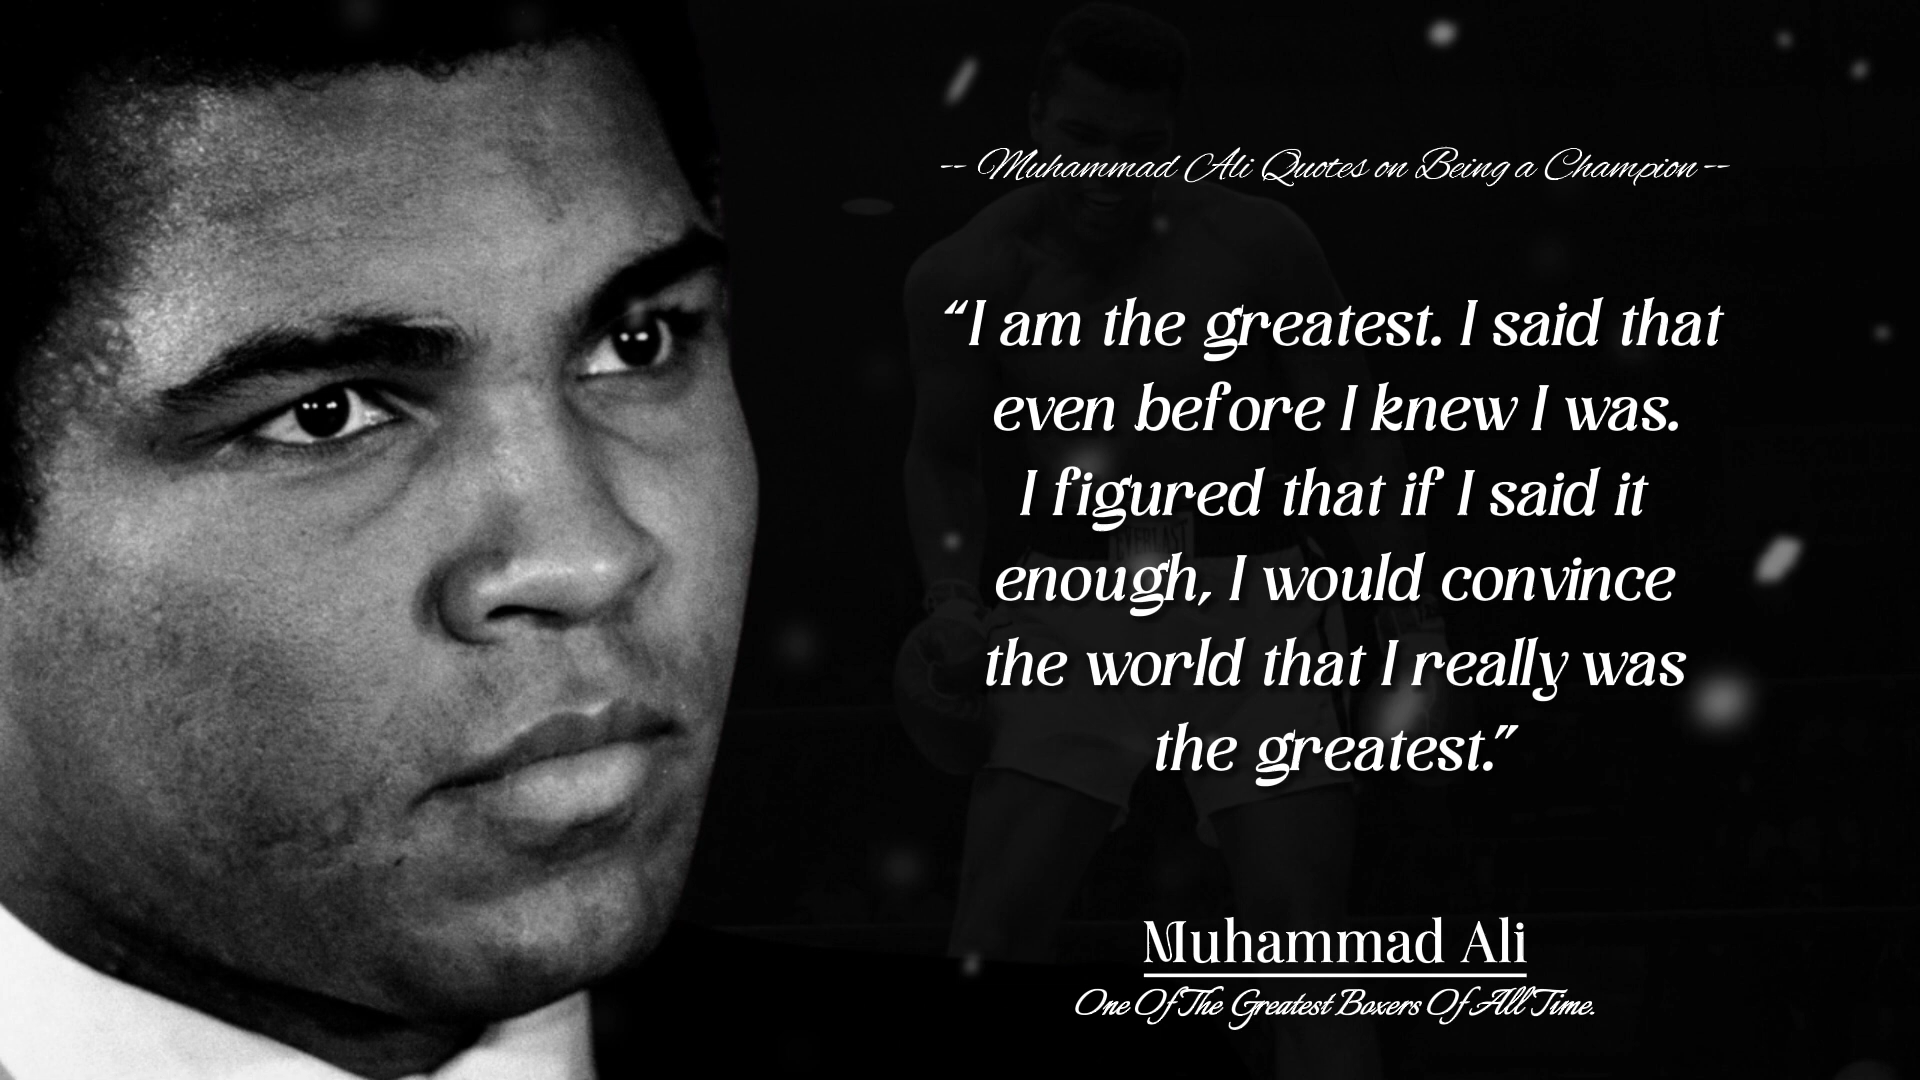 -- Muhammad Ali Quotes on Being a Champion --
“I am the greatest. I said that
even before I knew I was.
I figured that if I said it
enough, I would convince
the world that I really was
the greatest.”
EVERLAST
Muhammad Ali
One Of The Greatest Boxers Of All Time.